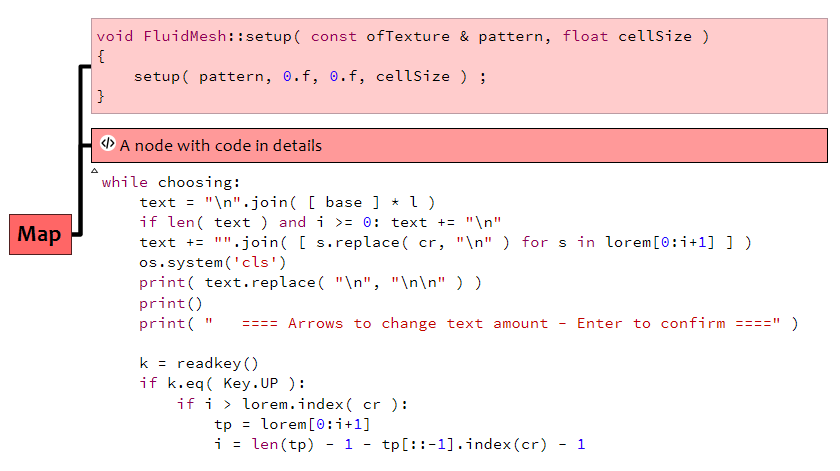 void FluidMesh::setup( const ofTexture & pattern, float cellSize )
{
    setup( pattern, 0.f, 0.f, cellSize ) ;
}
</> A node with code in details
Map
while choosing:
    text = "\n".join( [ base ] * l )
    if len( text ) and i >= 0: text += "\n"
    text += "".join( [ s.replace( cr, "\n" ) for s in lorem[0:i+1] ] )
    os.system('cls')
    print( text.replace( "\n", "\n\n" ) )
    print()
    print( "   ==== Arrows to change text amount - Enter to confirm ====" )

    k = readkey()
    if k.eq( Key.UP ):
        if i > lorem.index( cr ):
            tp = lorem[0:i+1]
            i = len(tp) - 1 - tp[::-1].index(cr) - 1